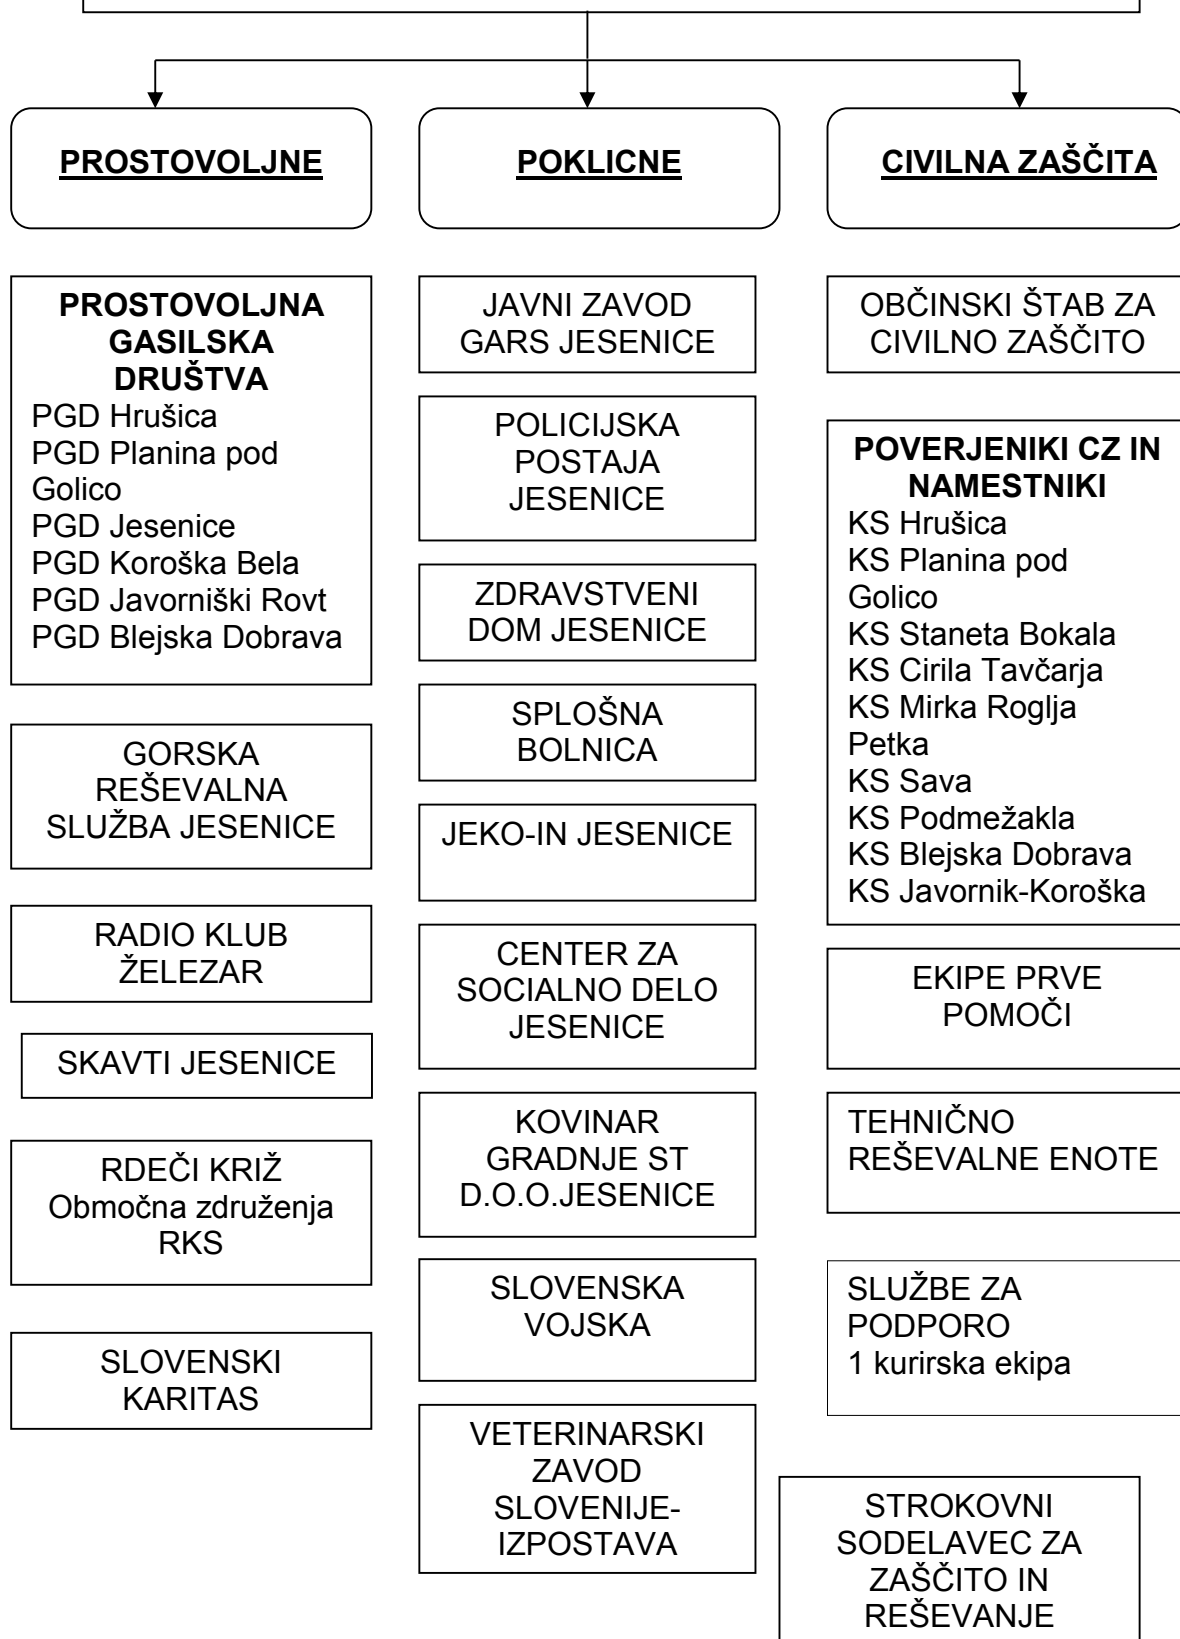 PROSTOVOLJNE
POKLICNE
CIVILNA ZAŠČITA
PROSTOVOLJNA
GASILSKA
DRUŠTVA
PGD Hrušica
PGD Planina pod
Golico
PGD Jesenice
PGD Koroška Bela
PGD Javorniški Rovt
PGD Blejska Dobrava
GORSKA
REŠEVALNA
SLUŽBA JESENICE
RADIO KLUB
ŽELEZAR
SKAVTI JESENICE
RDEČI KRIŽ
Območna združenja
RKS
SLOVENSKI
KARITAS
JAVNI ZAVOD
GARS JESENICE
POLICIJSKA
POSTAJA
JESENICE
ZDRAVSTVENI
DOM JESENICE
SPLOŠNA
BOLNICA
JEKO-IN JESENICE
CENTER ZA
SOCIALNO DELO
JESENICE
KOVINAR
GRADNJE ST
D.O.O.JESENICE
SLOVENSKA
VOJSKA
VETERINARSKI
ZAVOD
SLOVENIJE-
IZPOSTAVA
OBČINSKI ŠTAB ZA
CIVILNO ZAŠČITO
POVERJENIKI CZ IN
NAMESTNIKI
KS Hrušica
KS Planina pod
Golico
KS Staneta Bokala
KS Cirila Tavčarja
KS Mirka Roglja
Petka
KS Sava
KS Podmežakla
KS Blejska Dobrava
KS Javornik-Koroška
EKIPE PRVE
POMOČI
TEHNIČNO
REŠEVALNE ENOTE
SLUŽBE ZA
PODPORO
1 kurirska ekipa
STROKOVNI
SODELAVEC ZA
ZAŠČITO IN
REŠEVANJE